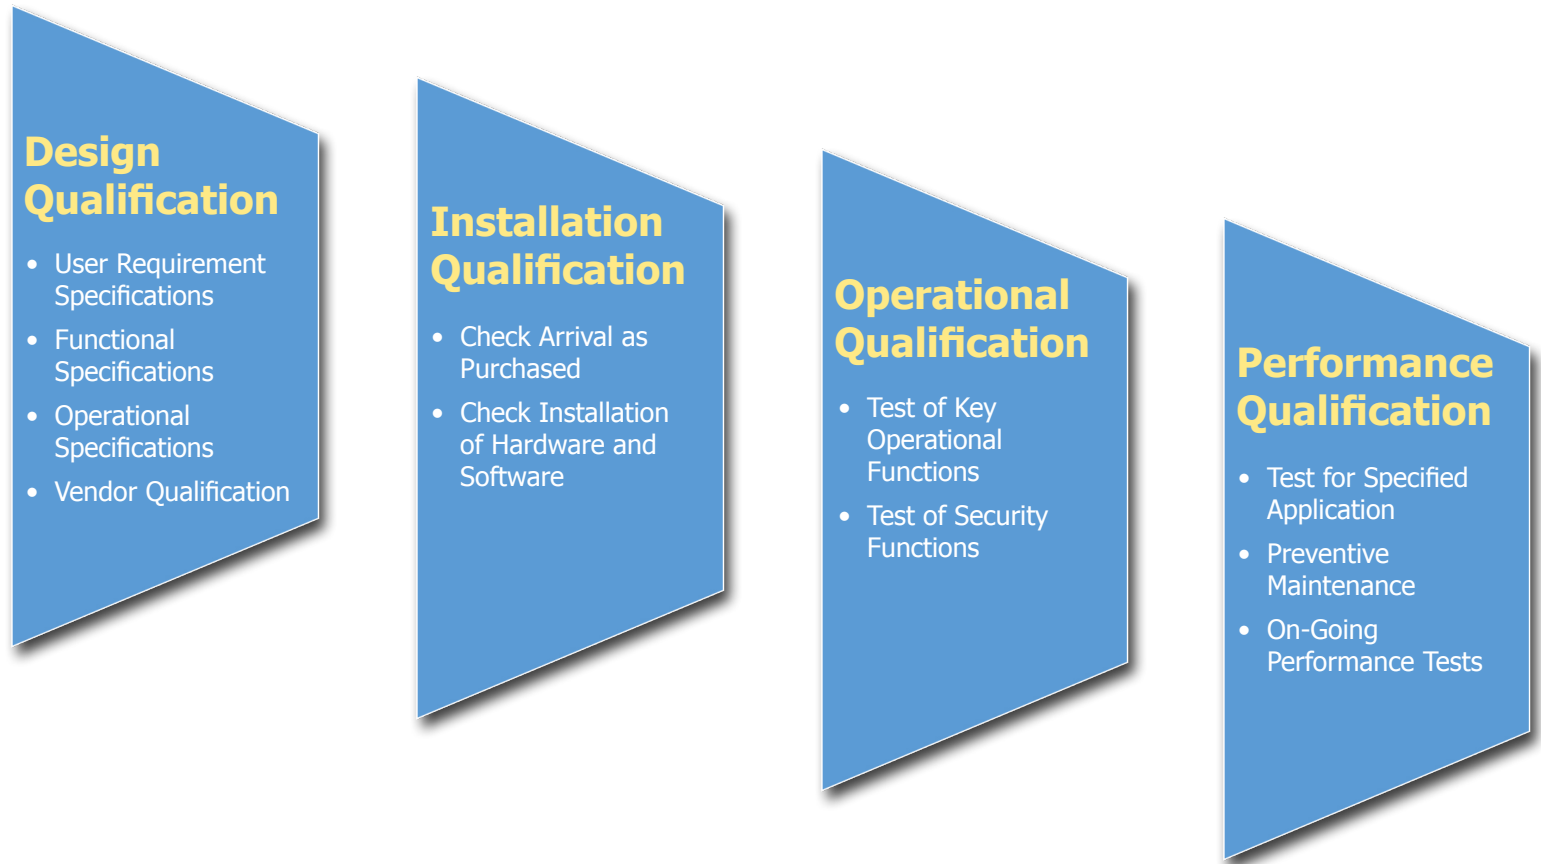 Design
Qualification
• User Requirement
Specifications
• Functional
Specifications
• Operational
Specifications
• Vendor Qualification
Installation
Qualification
• Check Arrival as
Purchased
• Check Installation
of Hardware and
Software
Operational
Qualification
• Test of Key
Operational
Functions
• Test of Security
Functions
Performance
Qualification
• Test for Specified
Application
• Preventive
Maintenance
• On-Going
Performance Tests